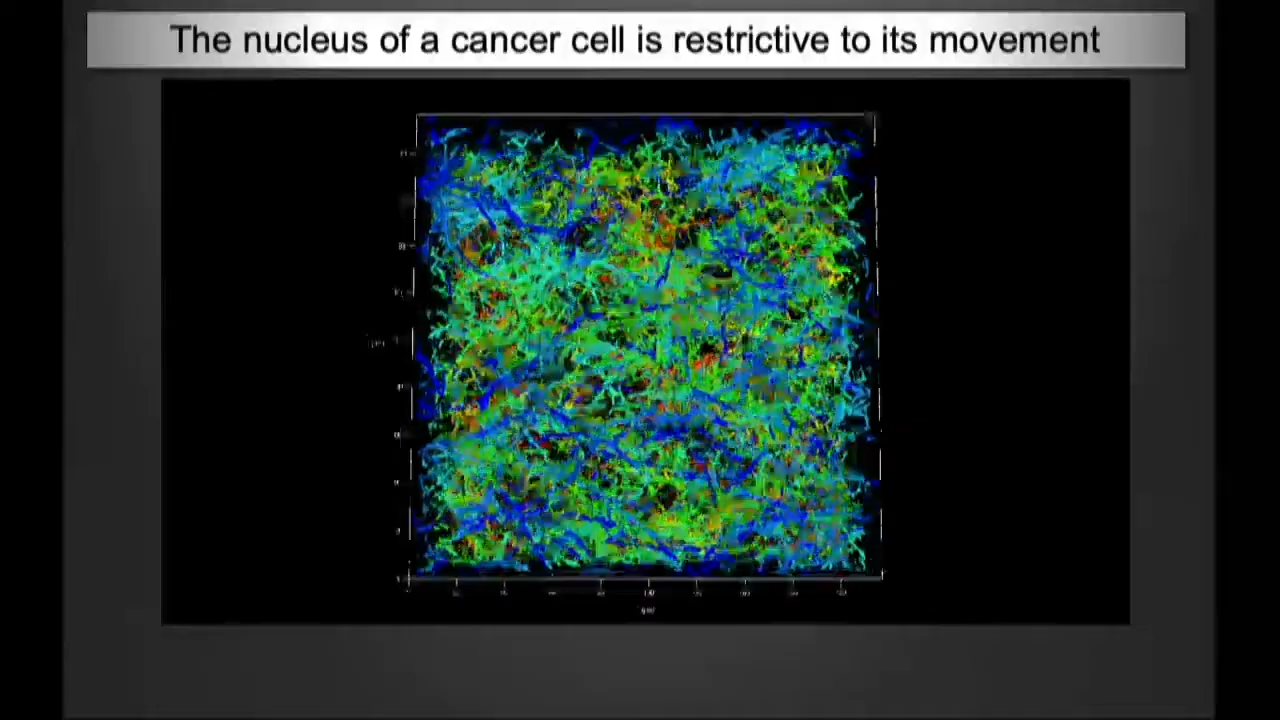 The nucleus of a cancer cell is restrictive to its movement